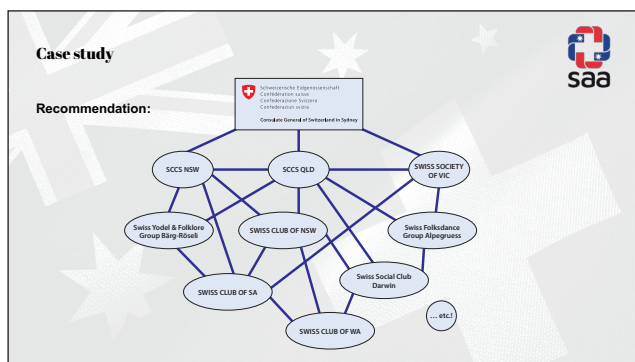 Case study
saa
Recommendation:
Schweizerische Eidgenossenschaft
Confédération suisse
Confederazione Svizzera
Confederaziun svizra
Consulate General of Switzerland in Sydney
SCCS NSW
SCCS QLD
SWISS SOCIETY
OF VIC
Swiss Yodel & Folklore
Group Bärg-Röseli
SWISS CLUB OF NSW
Swiss Folksdance
Group Alpegruess
Swiss Social Club
Darwin
SWISS CLUB OF SA
... etc.!
SWISS CLUB OF WA